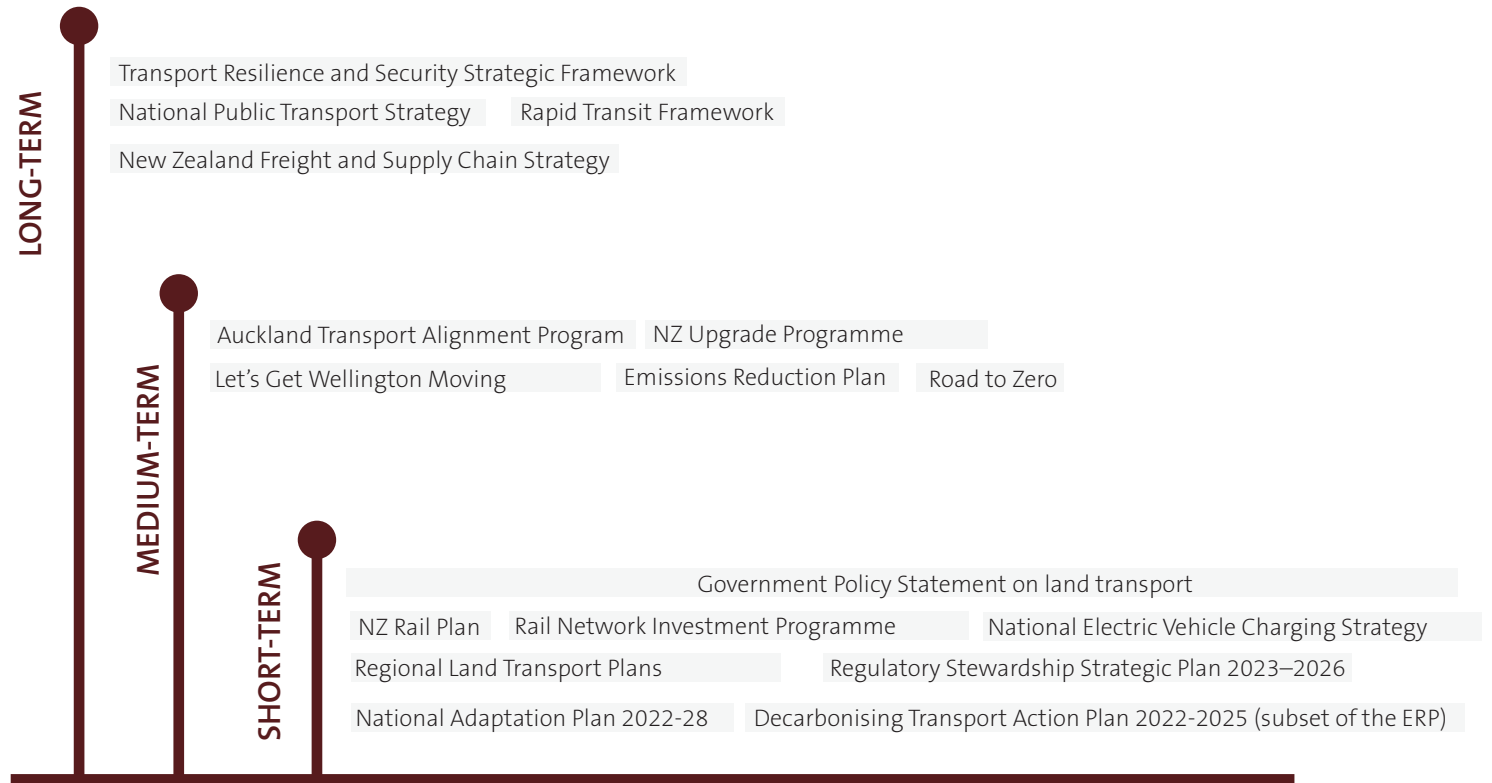 LONG-TERM
Transport Resilience and Security Strategic Framework
National Public Transport Strategy
Rapid Transit Framework
New Zealand Freight and Supply Chain Strategy
MEDIUM-TERM
Auckland Transport Alignment Program
NZ Upgrade Programme
Let's Get Wellington Moving
Emissions Reduction Plan
Road to Zero
SHORT-TERM
Government Policy Statement on land transport
NZ Rail Plan
Rail Network Investment Programme
National Electric Vehicle Charging Strategy
Regional Land Transport Plans
Regulatory Stewardship Strategic Plan 2023–2026
National Adaptation Plan 2022-28
Decarbonising Transport Action Plan 2022-2025 (subset of the ERP)